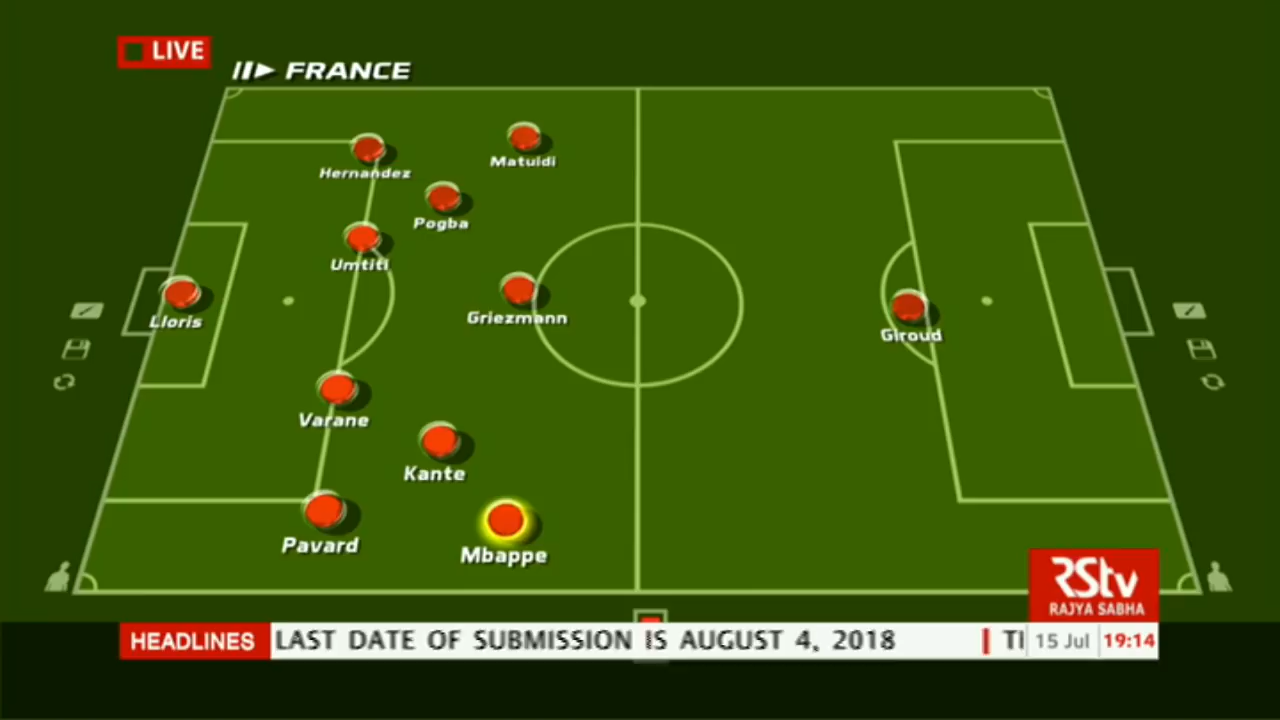 LIVE
FRANCE
Matuidi
Hernandez
Pogba
Umtiti
Griezmann
Lloris
Giroud
Varane
Kante
Pavard
Mbappe
RStv
RAJYA SABHA
HEADLINES LAST DATE OF SUBMISSION IS AUGUST 4, 2018 TI 15 Jul 19:14